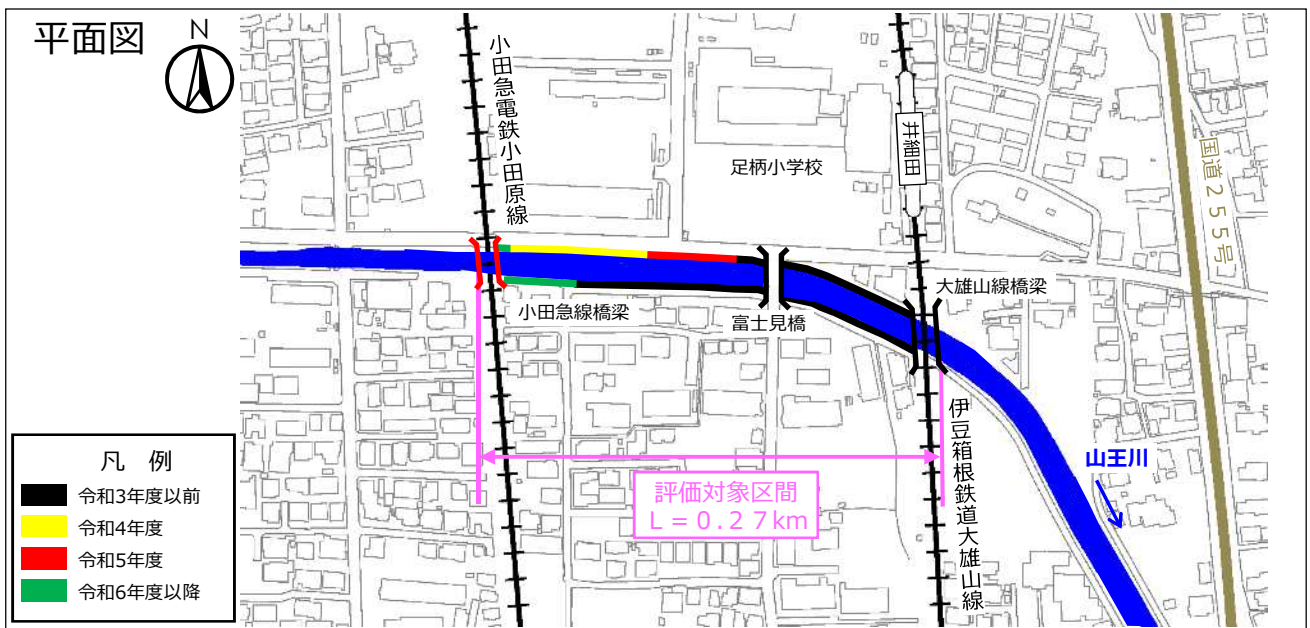 平面図
N
小田急電鉄小田原線
足柄小学校
井細田
国道255号
小田急線橋梁
富士見橋
大雄山線橋梁
伊豆箱根鉄道大雄山線
山王川
評価対象区間
L=0.27km
凡 例
令和3年度以前
令和4年度
令和5年度
令和6年度以降